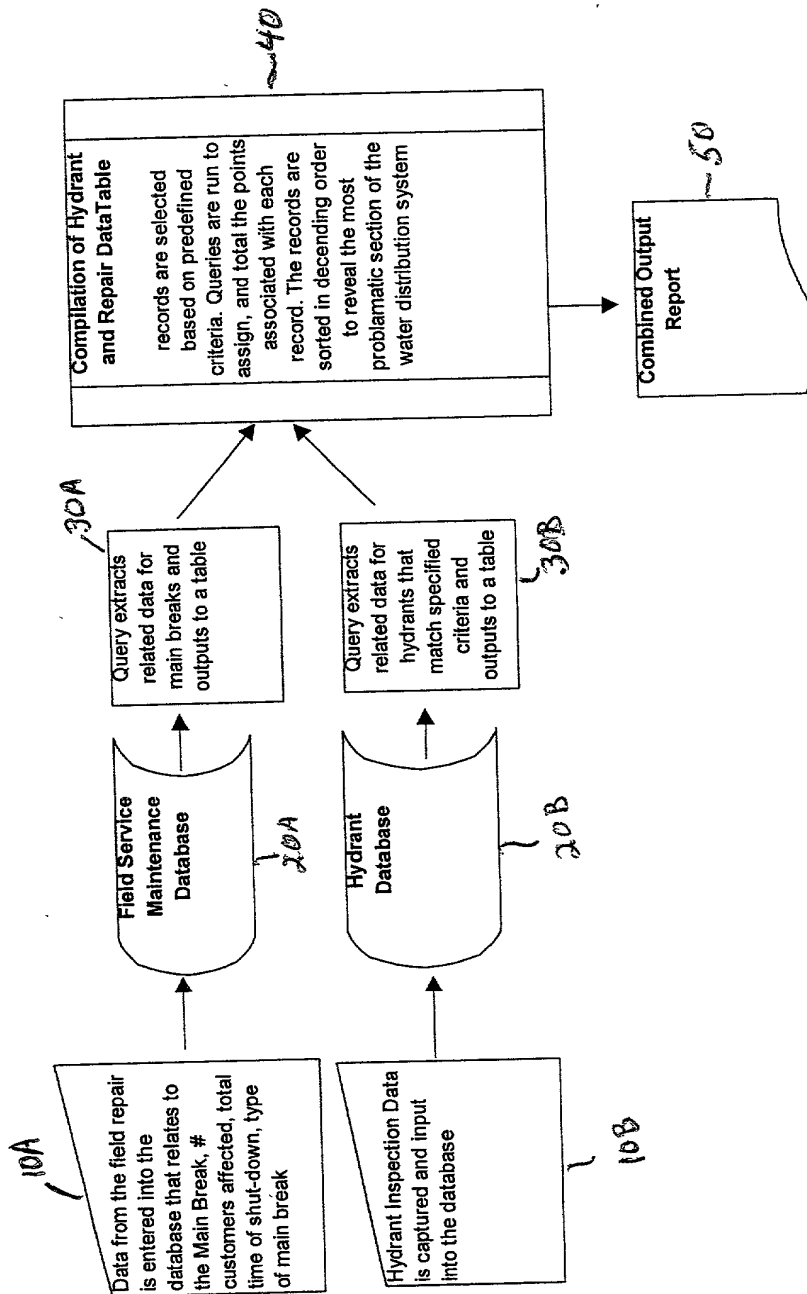 10A
Data from the field repair
is entered into the
database that relates to
the Main Break, #
customers affected, total
time of shut-down, type
of main break
Field Service
Maintenance
Database
20A
30A
Query extracts
related data for
main breaks and
outputs to a table
Hydrant Inspection Data
is captured and input
into the database
10B
Hydrant
Database
20B
Query extracts
related data for
hydrants that
match specified
criteria and
outputs to a table
30B
Compilation of Hydrant
and Repair DataTable
records are selected
based on predefined
criteria. Queries are run to
assign, and total the points
associated with each
record. The records are
sorted in decending order
to reveal the most
problamatic section of the
water distribution system
40
Combined Output
Report
50